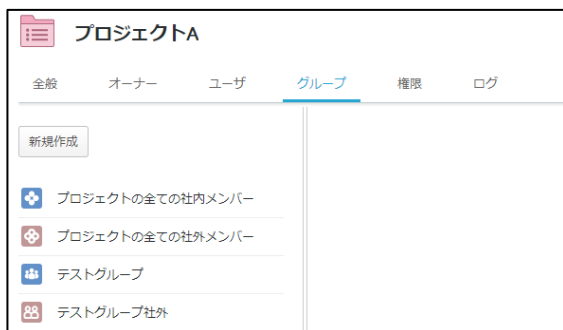 プロジェクトA
全般 オーナー ユーザ グループ 権限 ログ
新規作成
プロジェクトの全ての社内メンバー
プロジェクトの全ての社外メンバー
テストグループ
テストグループ社外